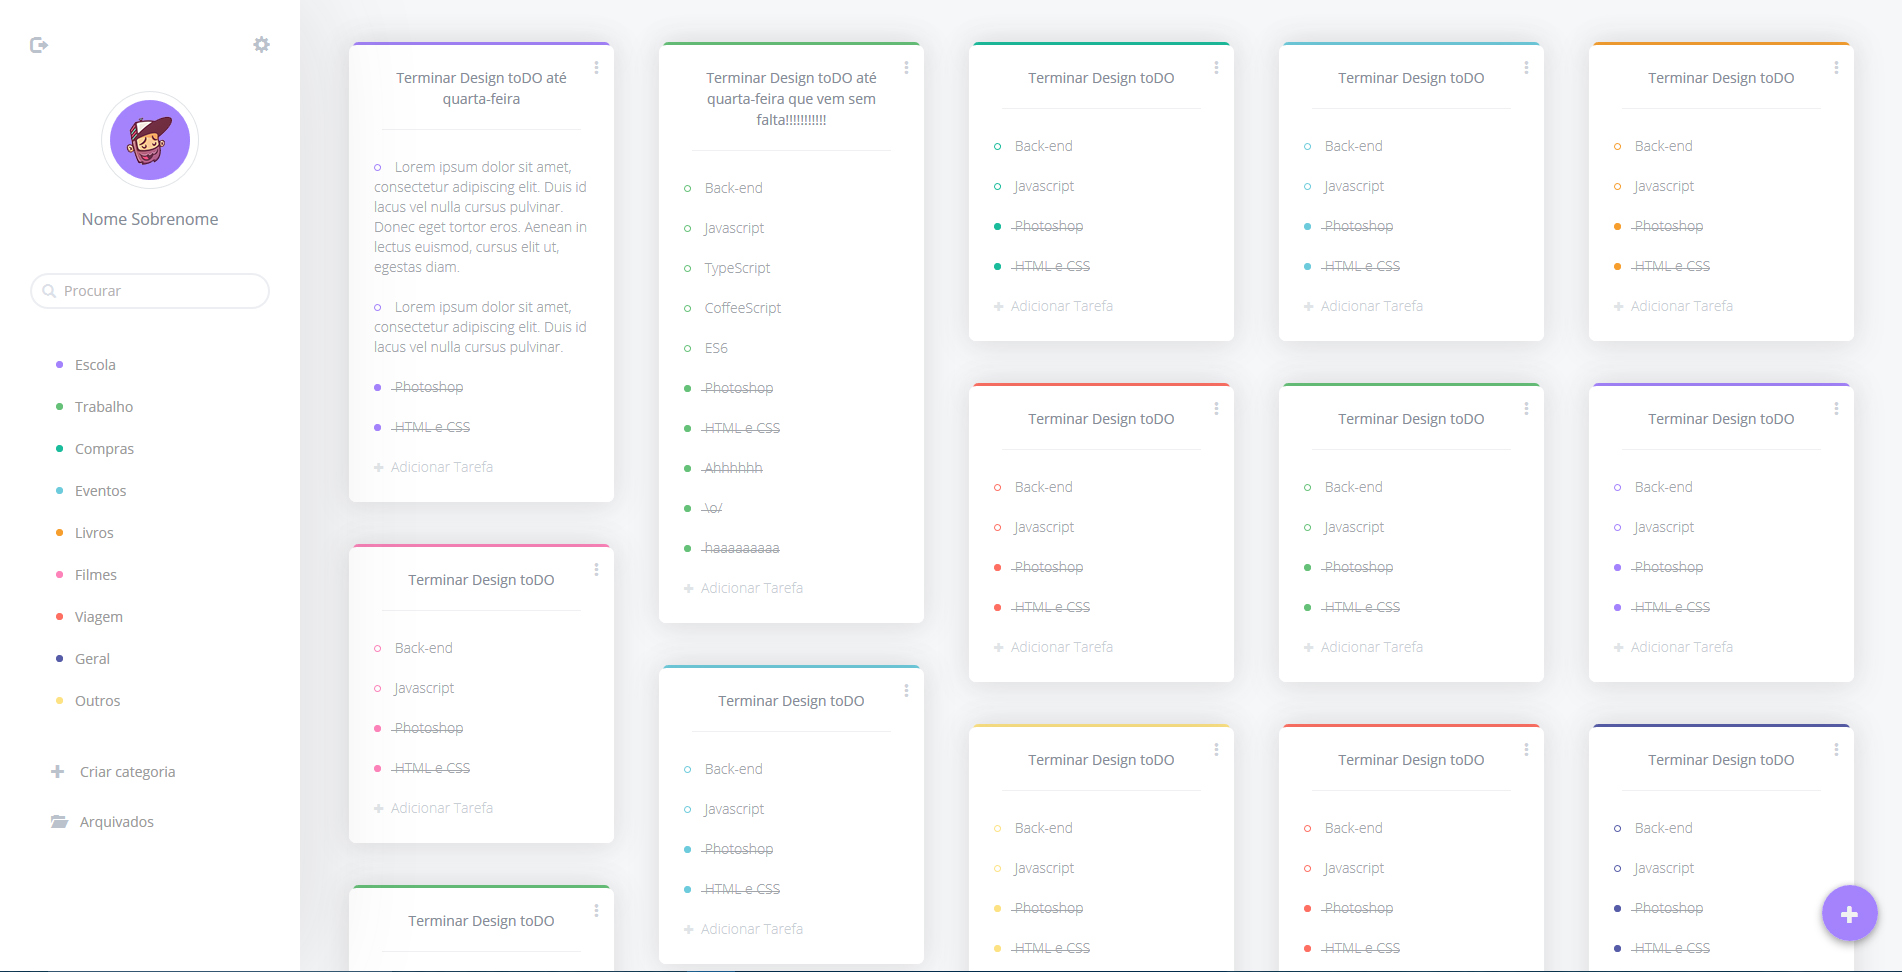 Nome Sobrenome
Procurar
Escola
Trabalho
Compras
Eventos
Livros
Filmes
Viagem
Geral
Outros
Criar categoria
Arquivados
Terminar Design toDO até
quarta-feira
Lorem ipsum dolor sit amet,
consectetur adipiscing elit. Duis id
lacus vel nulla cursus pulvinar.
Donec eget tortor eros. Aenean in
lectus euismod, cursus elit ut,
egestas diam.
Lorem ipsum dolor sit amet,
consectetur adipiscing elit. Duis id
lacus vel nulla cursus pulvinar.
Photoshop
HTML e CSS
Adicionar Tarefa
Terminar Design toDO
Back-end
Javascript
Photoshop
HTML e CSS
Adicionar Tarefa
Terminar Design toDO
Terminar Design toDO até
quarta-feira que vem sem
falta!!!!!!!!!!!
Back-end
Javascript
TypeScript
CoffeeScript
ES6
Photoshop
HTML e CSS
Ahhhhhh
\o/
haaaaaaaaa
Adicionar Tarefa
Terminar Design toDO
Back-end
Javascript
Photoshop
HTML e CSS
Adicionar Tarefa
Terminar Design toDO
Back-end
Javascript
Photoshop
HTML e CSS
Adicionar Tarefa
Terminar Design toDO
Back-end
Javascript
Photoshop
HTML e CSS
Adicionar Tarefa
Terminar Design toDO
Back-end
Javascript
Photoshop
HTML e CSS
Terminar Design toDO
Back-end
Javascript
Photoshop
HTML e CSS
Adicionar Tarefa
Terminar Design toDO
Back-end
Javascript
Photoshop
HTML e CSS
Adicionar Tarefa
Terminar Design toDO
Back-end
Javascript
Photoshop
HTML e CSS
Terminar Design toDO
Back-end
Javascript
Photoshop
HTML e CSS
Adicionar Tarefa
Terminar Design toDO
Back-end
Javascript
Photoshop
HTML e CSS
Adicionar Tarefa
Terminar Design toDO
Back-end
Javascript
Photoshop
HTML e CSS